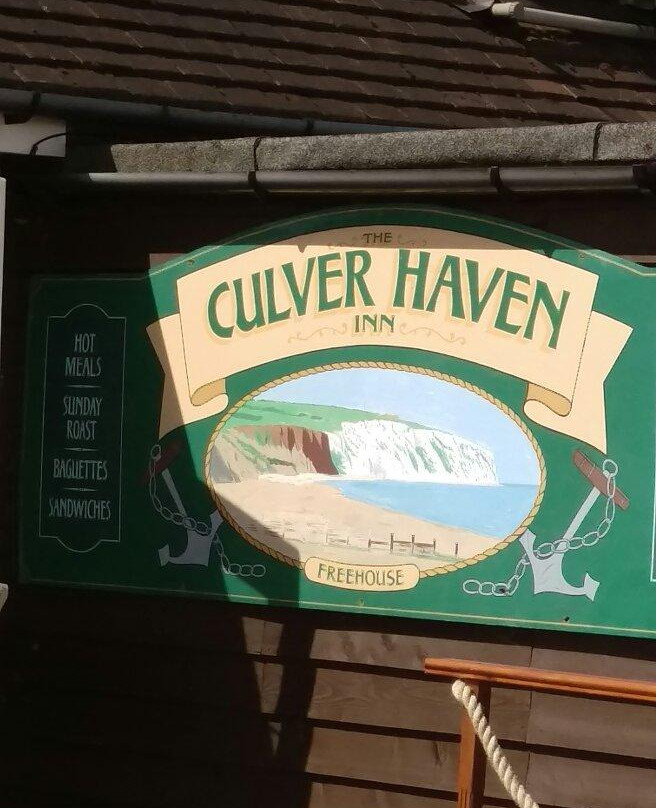 THE
CULVER HAVEN
INN
HOT
MEALS
SUNDAY
ROAST
BAGUETTES
SANDWICHES
FREEHOUSE